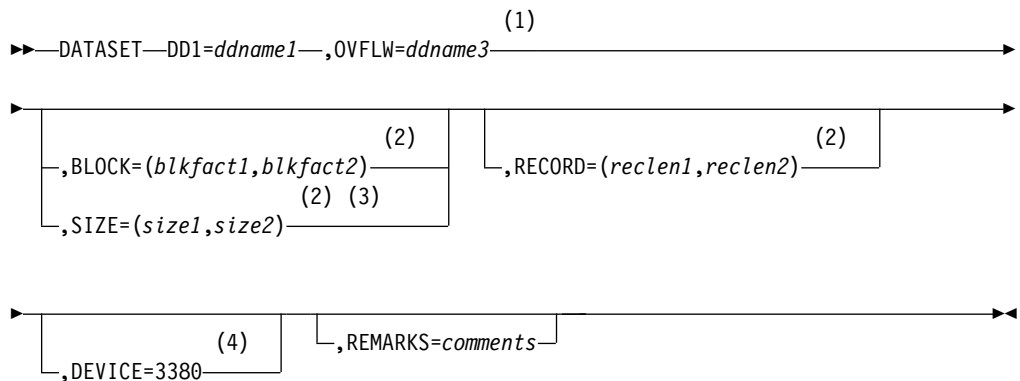 (1)
DATASET DD1=ddname1 ,OVFLW=ddname3
(2)
,BLOCK=(blkfact1,blkfact2)
(2) (3)
,SIZE=(size1,size2)
(2)
,RECORD=(reclen1,reclen2)
(4)
,DEVICE=3380
,REMARKS=comments